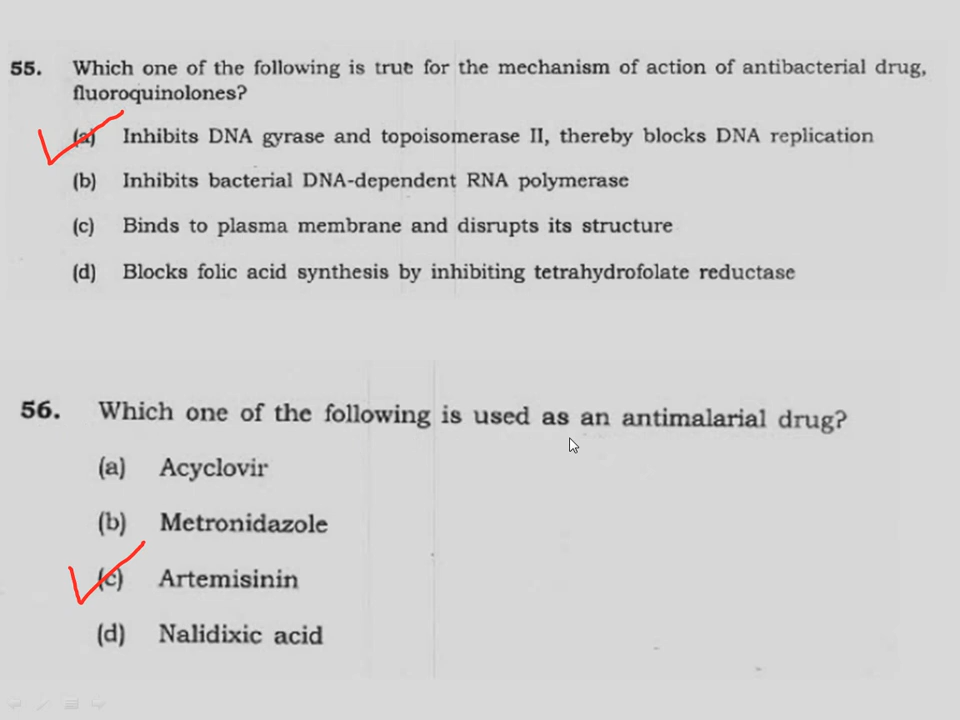 55. Which one of the following is true for the mechanism of action of antibacterial drug,
fluoroquinolones?
(a) Inhibits DNA gyrase and topoisomerase II, thereby blocks DNA replication
(b) Inhibits bacterial DNA-dependent RNA polymerase
(c) Binds to plasma membrane and disrupts its structure
(d) Blocks folic acid synthesis by inhibiting tetrahydrofolate reductase
56. Which one of the following is used as an antimalarial drug?
(a) Acyclovir
(b) Metronidazole
(c) Artemisinin
(d) Nalidixic acid